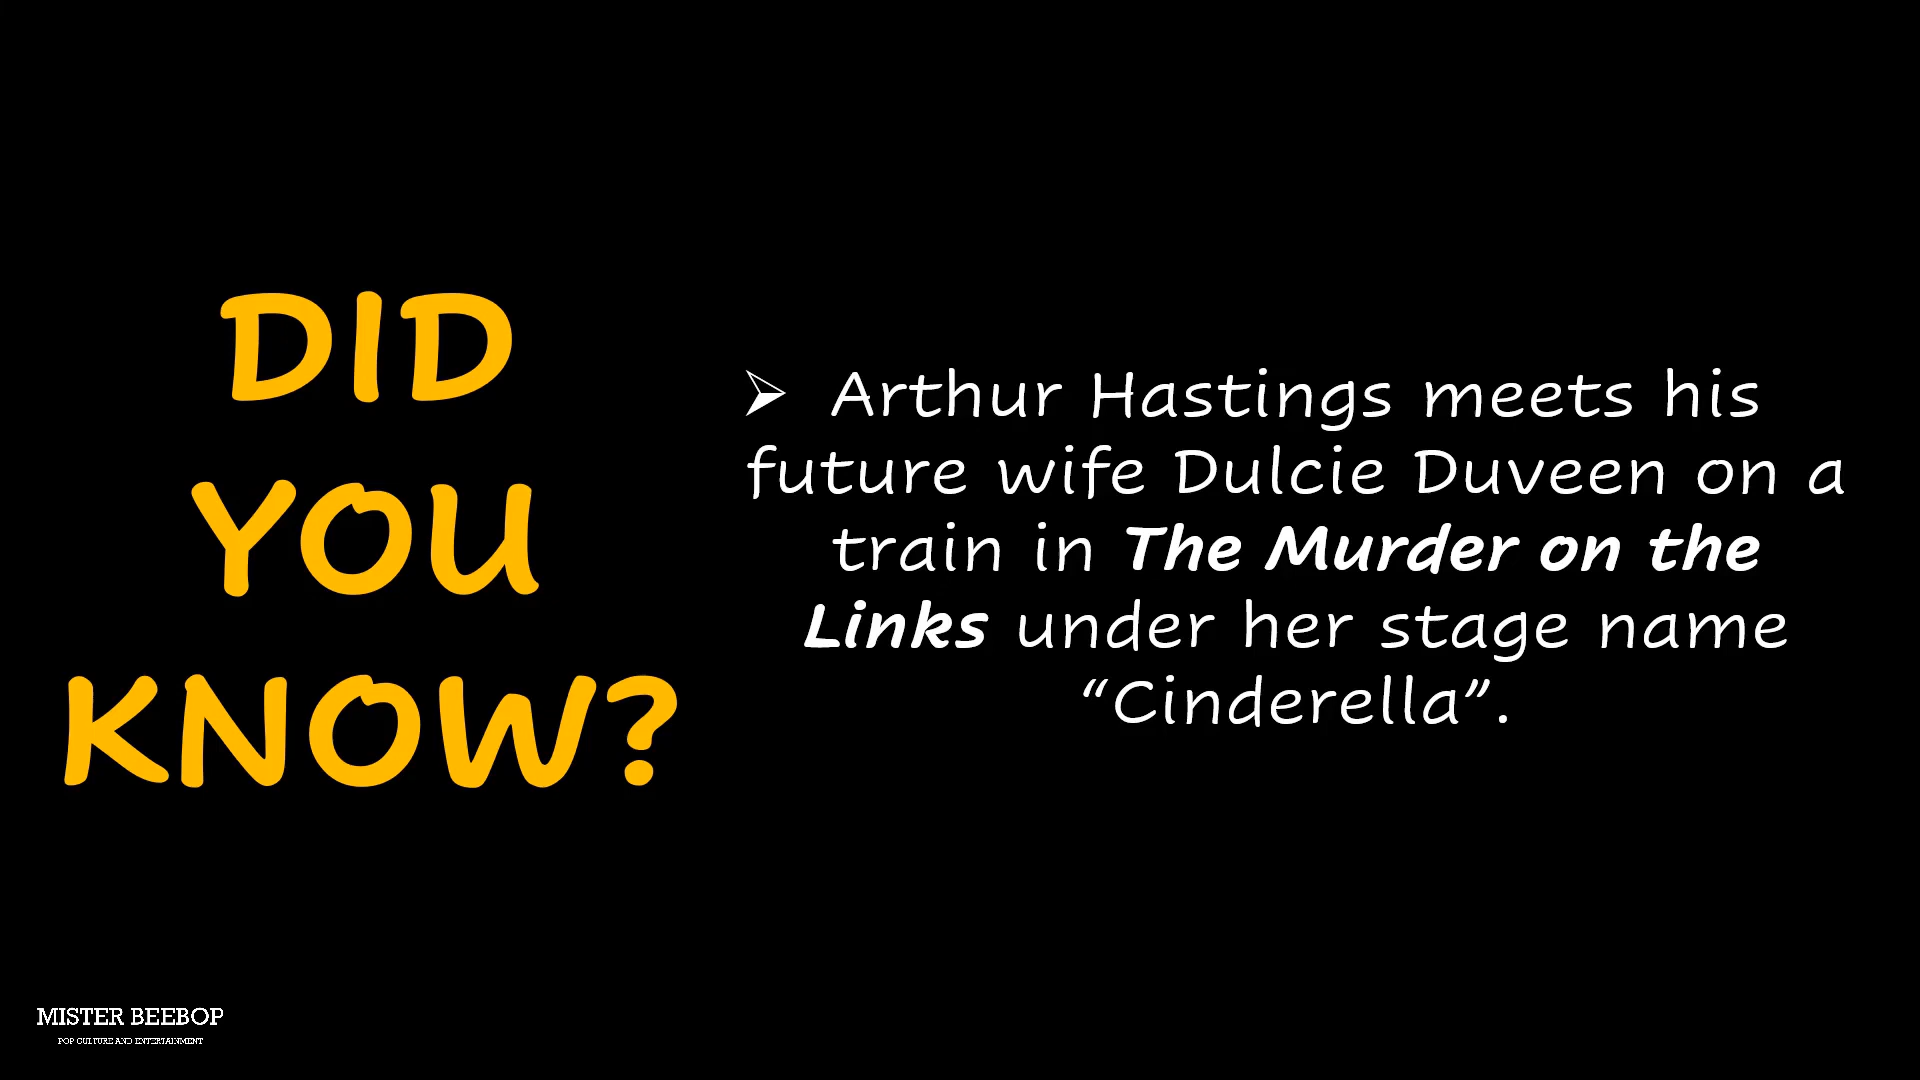 DID
YOU
KNOW?
➢ Arthur Hastings meets his
future wife Dulcie Duveen on a
train in The Murder on the
Links under her stage name
“Cinderella”.
MISTER BEEBOP
POP CULTURE AND ENTERTAINMENT